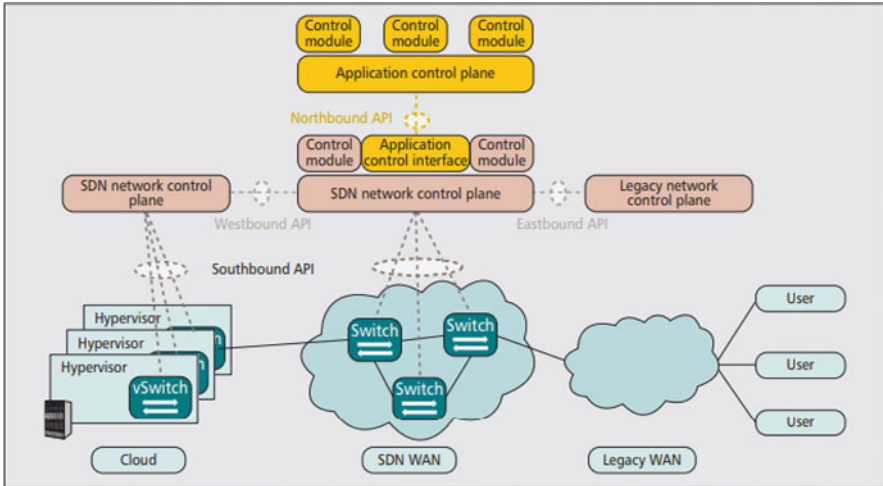 Control
module
Control
module
Control
module
Application control plane
Northbound API
Control
module
Application
control interface
Control
module
SDN network control
plane
SDN network control plane
Legacy network
control plane
Westbound API
Eastbound API
Southbound API
Hypervisor
Hypervisor
Hypervisor
vSwitch
Switch
Switch
Switch
User
User
User
Cloud
SDN WAN
Legacy WAN